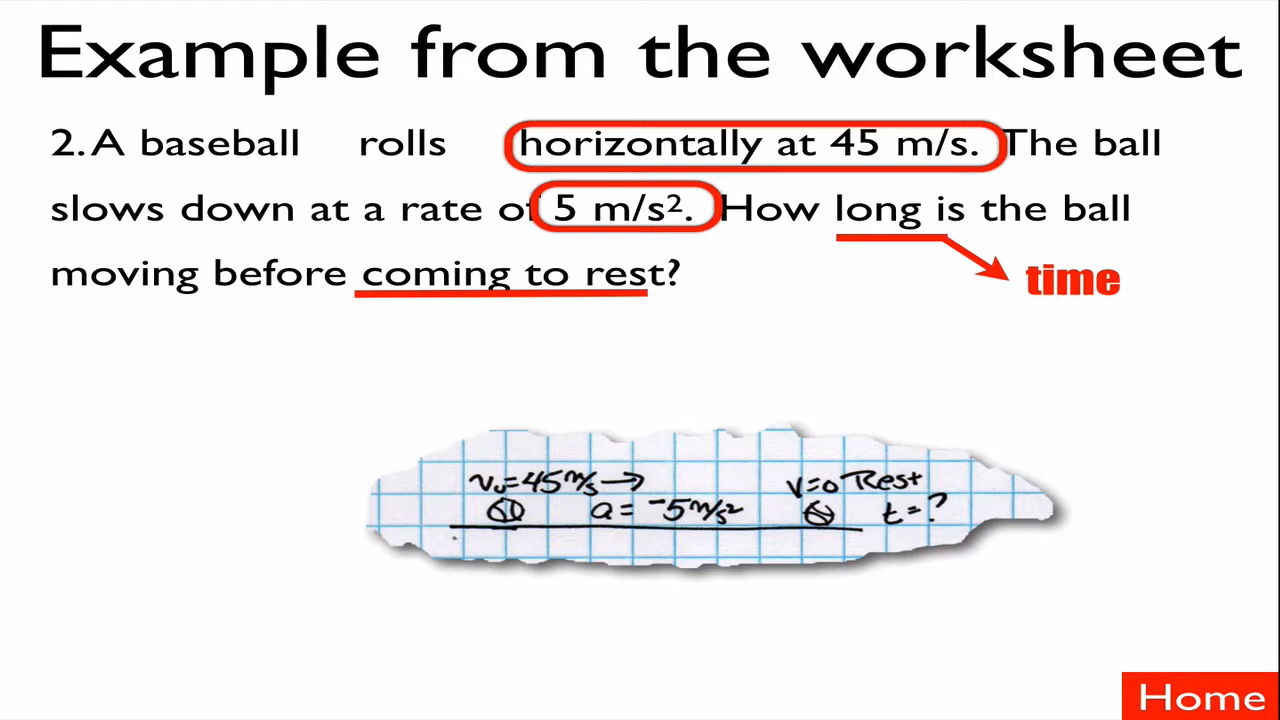 Example from the worksheet
2. A baseball rolls horizontally at 45 m/s. The ball
slows down at a rate of 5 m/s². How long is the ball
moving before coming to rest?
time
v₀=45m/s→ v=0 Rest
a= -5m/s² t=?
Home